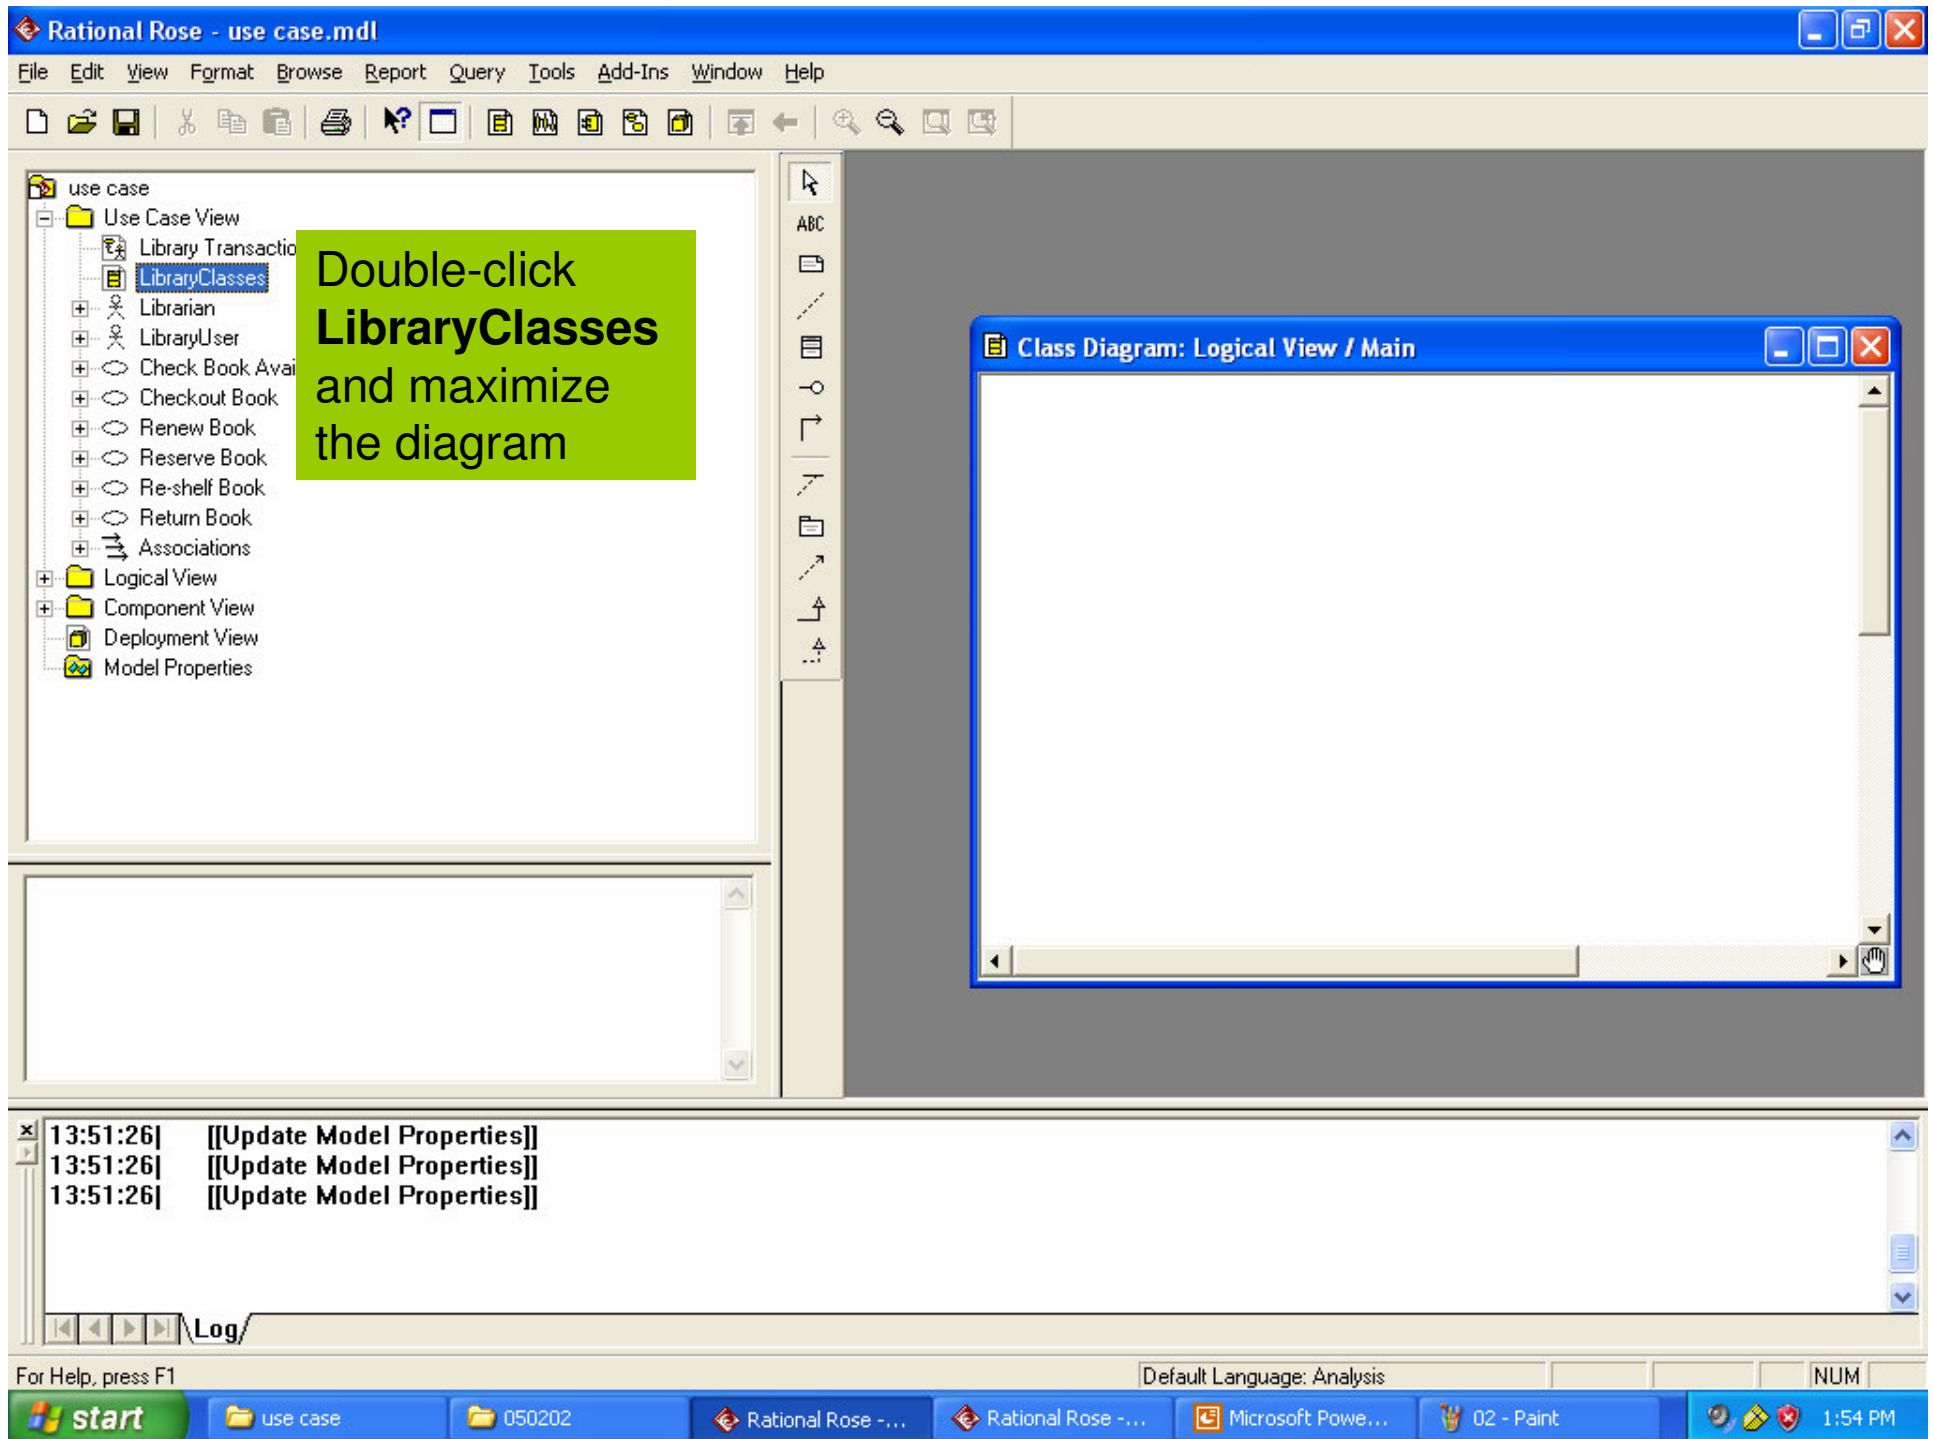 Rational Rose - use case.mdl
File Edit View Format Browse Report Query Tools Add-Ins Window Help
use case
Use Case View
Library Transactio
LibraryClasses
Librarian
LibraryUser
Check Book Avai
Checkout Book
Renew Book
Reserve Book
Re-shelf Book
Return Book
Associations
Logical View
Component View
Deployment View
Model Properties
Double-click
LibraryClasses
and maximize
the diagram
ABC
Class Diagram: Logical View / Main
13:51:26| [[Update Model Properties]]
13:51:26| [[Update Model Properties]]
13:51:26| [[Update Model Properties]]
Log
For Help, press F1
Default Language: Analysis
NUM
start
use case
050202
Rational Rose -...
Rational Rose -...
Microsoft Powe...
02 - Paint
1:54 PM